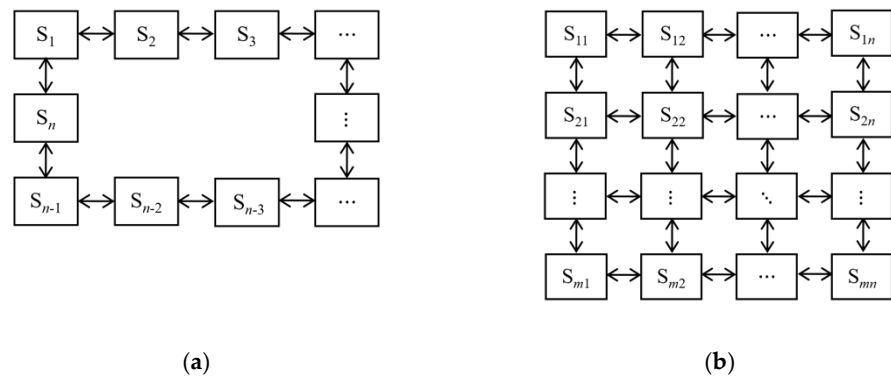 S1 S2 S3 ...
Sn ⋮
Sn-1 Sn-2 Sn-3 ...
(a)
S11 S12 ... S1n
S21 S22 ... S2n
⋮ ⋮ ⋱ ⋮
Sm1 Sm2 ... Smn
(b)